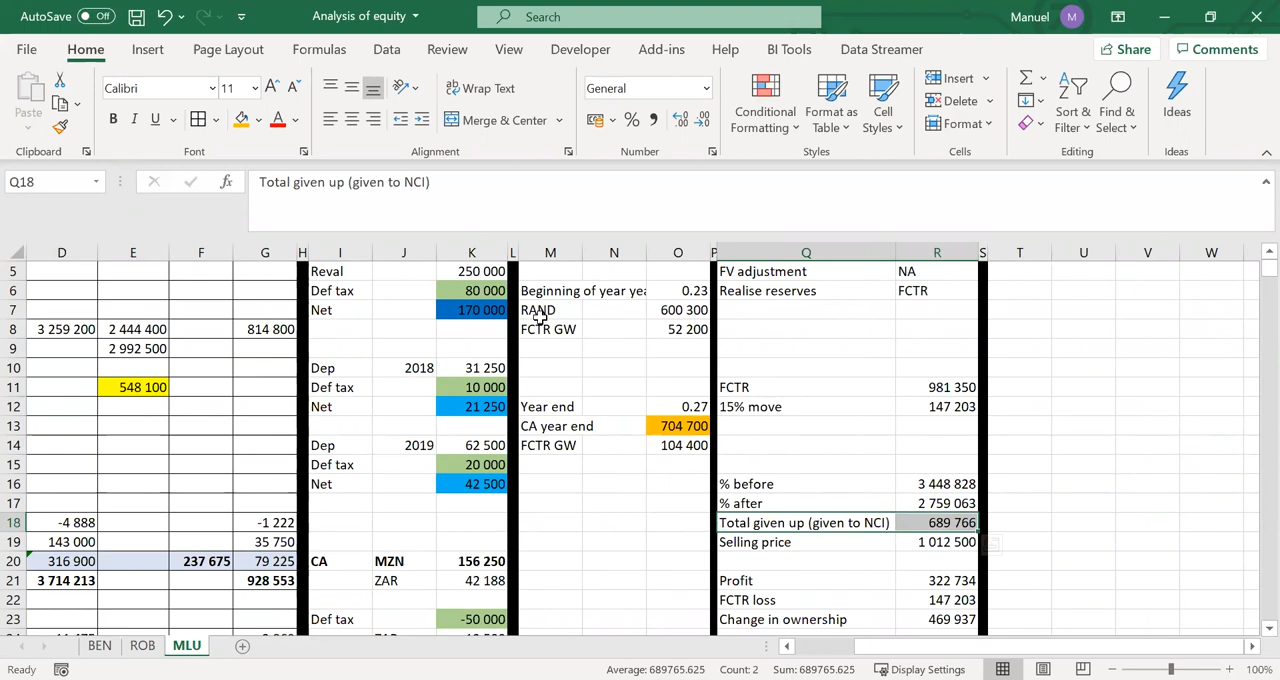 AutoSave Off Analysis of equity Search Manuel M
File Home Insert Page Layout Formulas Data Review View Developer Add-ins Help BI Tools Data Streamer Share Comments
Paste Calibri 11 Wrap Text General Conditional Formatting Format as Table Cell Styles Insert Sort & Filter Find & Select Ideas
Merge & Center Delete
Format
Clipboard Font Alignment Number Styles Cells Editing Ideas
Q18 fx Total given up (given to NCI)
D E F G H I J K L M N O P Q R S T U V W
5 Reval 250 000 FV adjustment NA
6 Def tax 80 000 Beginning of year yea 0.23 Realise reserves FCTR
7 Net 170 000 RAND 600 300
8 3 259 200 2 444 400 814 800 FCTR GW 52 200
9 2 992 500
10 Dep 2018 31 250
11 548 100 Def tax 10 000 FCTR 981 350
12 Net 21 250 Year end 0.27 15% move 147 203
13 CA year end 704 700
14 Dep 2019 62 500 FCTR GW 104 400
15 Def tax 20 000
16 Net 42 500 % before 3 448 828
17 % after 2 759 063
18 -4 888 -1 222 Total given up (given to NCI) 689 766
19 143 000 35 750 Selling price 1 012 500
20 316 900 237 675 79 225 CA MZN 156 250
21 3 714 213 928 553 ZAR 42 188 Profit 322 734
22 FCTR loss 147 203
23 Def tax -50 000 Change in ownership 469 937
BEN ROB MLU
Ready Average: 689765.625 Count: 2 Sum: 689765.625 Display Settings 100%